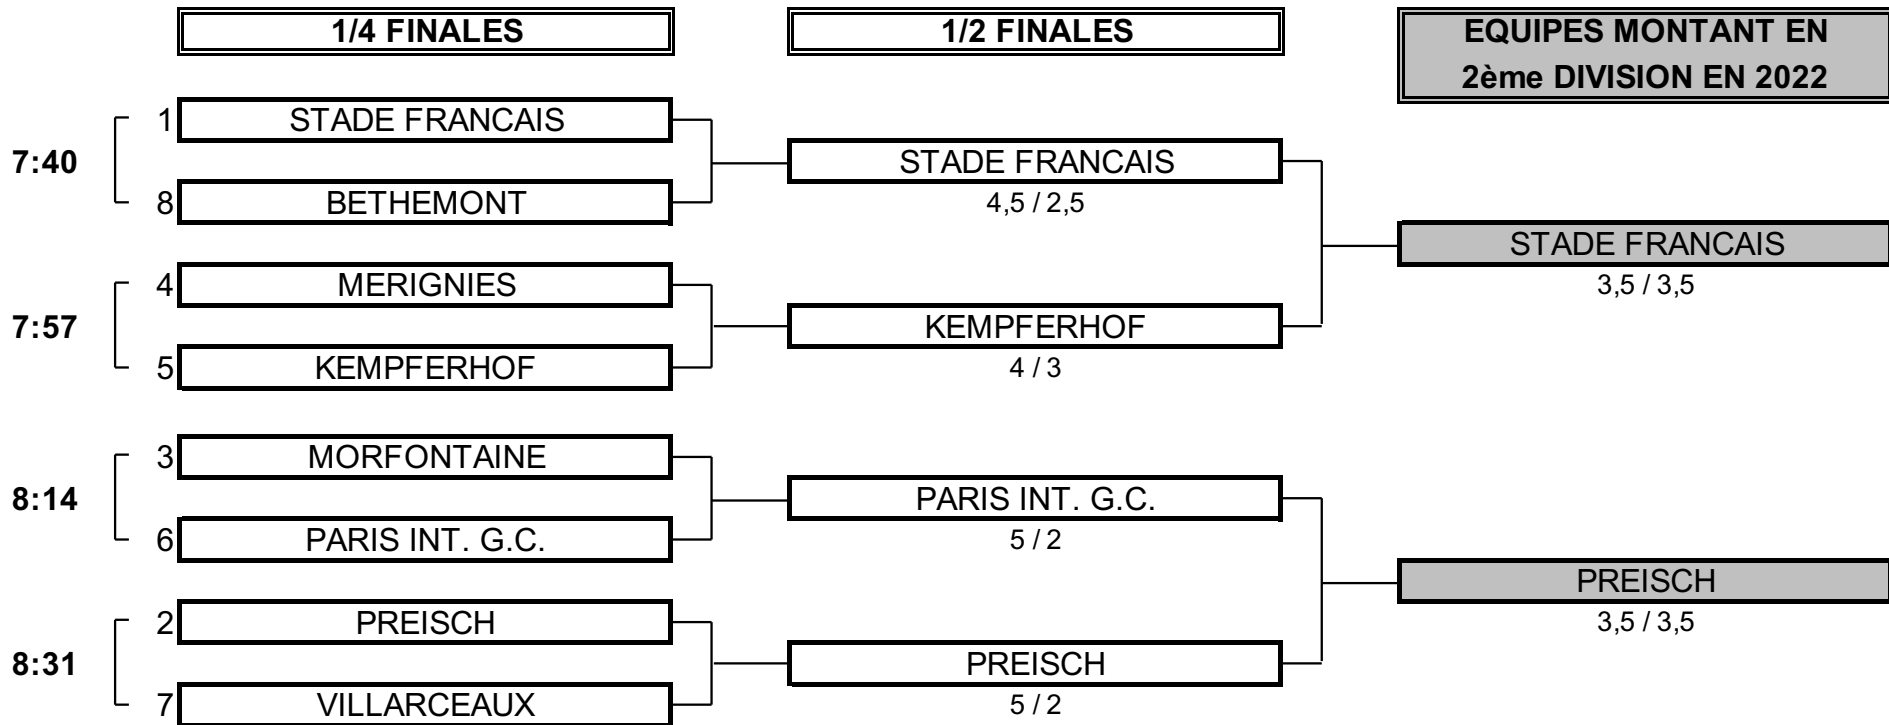 1/4 FINALES
1/2 FINALES
EQUIPES MONTANT EN
2ème DIVISION EN 2022
7:40
1 STADE FRANCAIS
8 BETHEMONT
STADE FRANCAIS
4,5 / 2,5
STADE FRANCAIS
3,5 / 3,5
7:57
4 MERIGNIES
5 KEMPFERHOF
KEMPFERHOF
4 / 3
8:14
3 MORFONTAINE
6 PARIS INT. G.C.
PARIS INT. G.C.
5 / 2
PREISCH
3,5 / 3,5
8:31
2 PREISCH
7 VILLARCEAUX
PREISCH
5 / 2